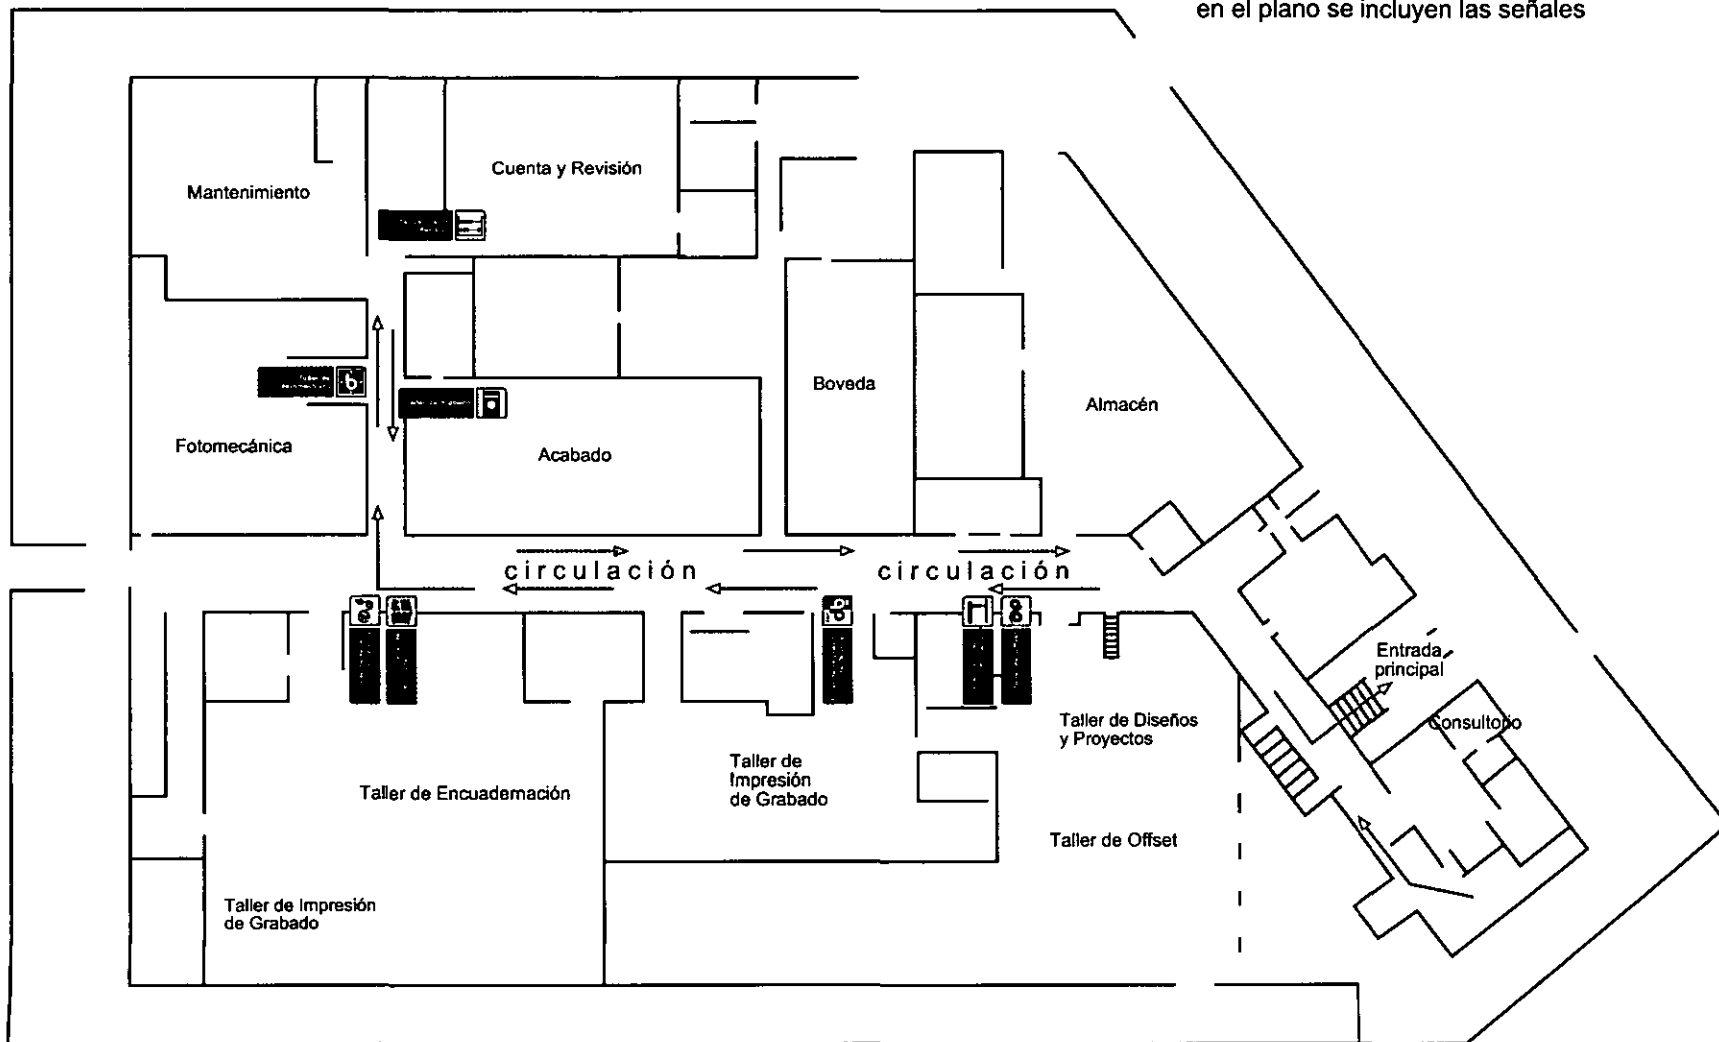 en el plano se incluyen las señales
Cuenta y Revisión
Mantenimiento
Boveda
Almacén
Fotomecánica
Acabado
circulación
circulación
Entrada
principal
Consultorio
Taller de Diseños
y Proyectos
Taller de
Impresión
de Grabado
Taller de Encuadernación
Taller de Offset
Taller de Impresión
de Grabado